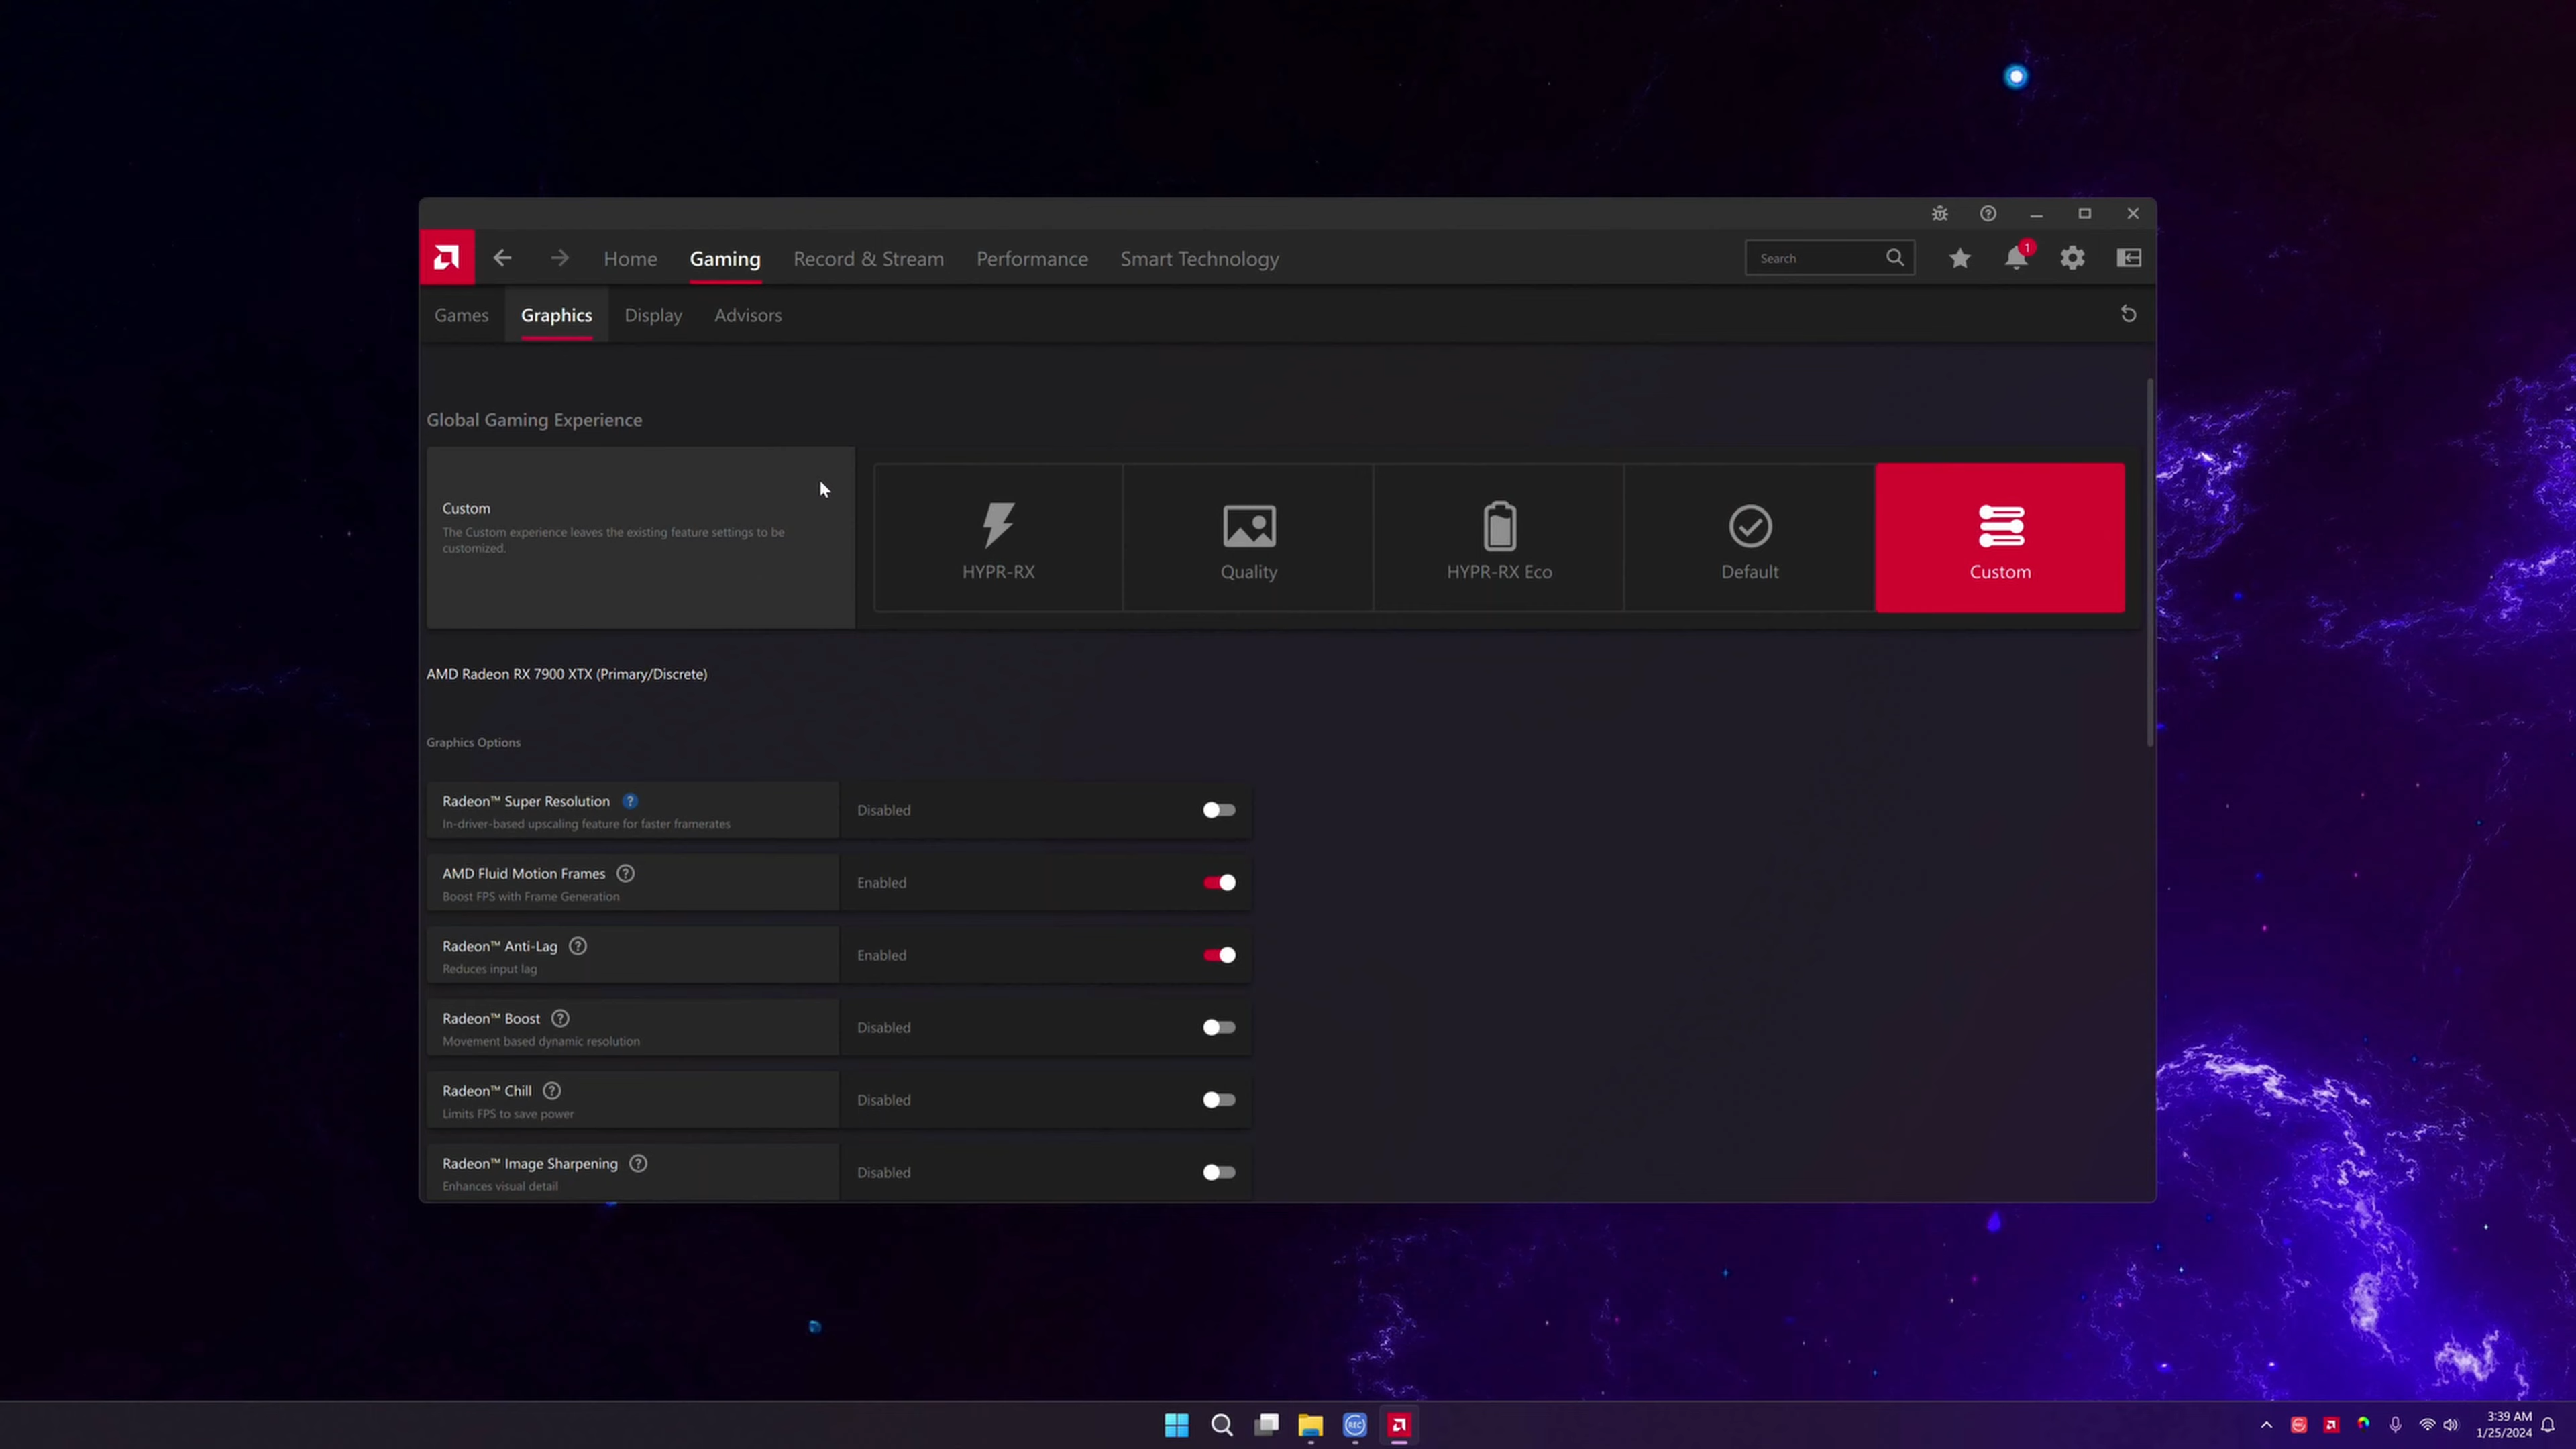 Home Gaming Record & Stream Performance Smart Technology Search 1
Games Graphics Display Advisors
Global Gaming Experience
Custom
The Custom experience leaves the existing feature settings to be
customized.
HYPR-RX Quality HYPR-RX Eco Default Custom
AMD Radeon RX 7900 XTX (Primary/Discrete)
Graphics Options
Radeon™ Super Resolution ?
In-driver-based upscaling feature for faster framerates
Disabled
AMD Fluid Motion Frames ?
Boost FPS with Frame Generation
Enabled
Radeon™ Anti-Lag ?
Reduces input lag
Enabled
Radeon™ Boost ?
Movement based dynamic resolution
Disabled
Radeon™ Chill ?
Limits FPS to save power
Disabled
Radeon™ Image Sharpening ?
Enhances visual detail
Disabled
REC
3:39 AM
1/25/2024